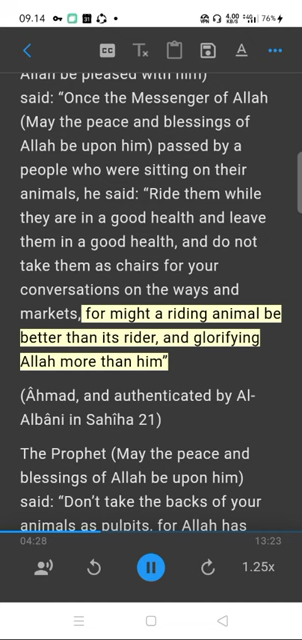 09.14
4.00
KB/S
76%
Allah be pleased with him)
said: “Once the Messenger of Allah
(May the peace and blessings of
Allah be upon him) passed by a
people who were sitting on their
animals, he said: “Ride them while
they are in a good health and leave
them in a good health, and do not
take them as chairs for your
conversations on the ways and
markets, for might a riding animal be
better than its rider, and glorifying
Allah more than him”
(Âhmad, and authenticated by Al-
Albâni in Sahîha 21)
The Prophet (May the peace and
blessings of Allah be upon him)
said: “Don’t take the backs of your
animals as pulpits, for Allah has
04:28
13:23
1.25x